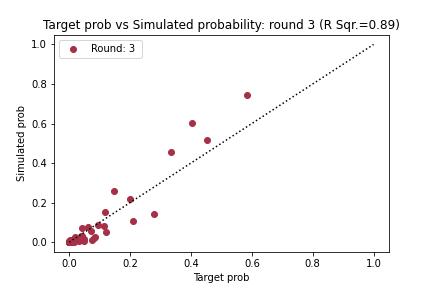 Target prob vs Simulated probability: round 3 (R Sqr.=0.89)
Round: 3
1.0
0.8
0.6
0.4
0.2
0.0
Simulated prob
0.0 0.2 0.4 0.6 0.8 1.0
Target prob